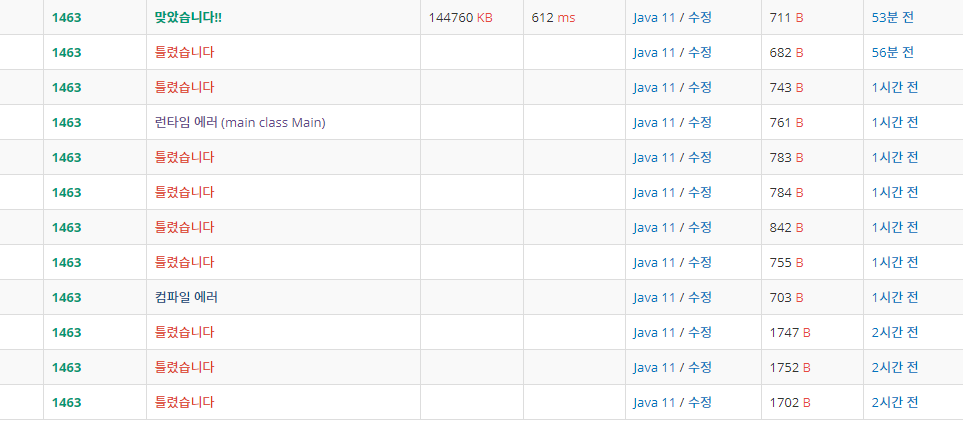 1463 맞았습니다!! 144760 KB 612 ms Java 11 / 수정 711 B 53분 전
1463 틀렸습니다 Java 11 / 수정 682 B 56분 전
1463 틀렸습니다 Java 11 / 수정 743 B 1시간 전
1463 런타임 에러 (main class Main) Java 11 / 수정 761 B 1시간 전
1463 틀렸습니다 Java 11 / 수정 783 B 1시간 전
1463 틀렸습니다 Java 11 / 수정 784 B 1시간 전
1463 틀렸습니다 Java 11 / 수정 842 B 1시간 전
1463 틀렸습니다 Java 11 / 수정 755 B 1시간 전
1463 컴파일 에러 Java 11 / 수정 703 B 1시간 전
1463 틀렸습니다 Java 11 / 수정 1747 B 2시간 전
1463 틀렸습니다 Java 11 / 수정 1752 B 2시간 전
1463 틀렸습니다 Java 11 / 수정 1702 B 2시간 전